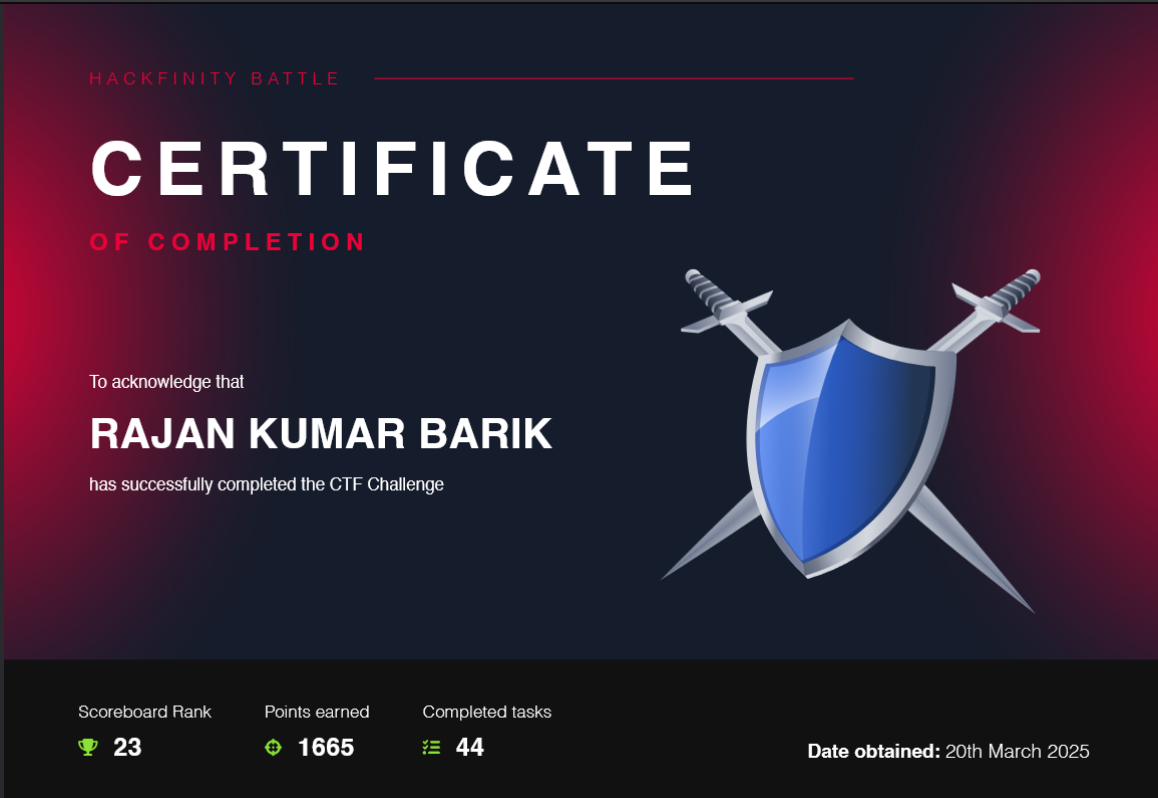 HACKFINITY BATTLE
CERTIFICATE
OF COMPLETION
To acknowledge that
RAJAN KUMAR BARIK
has successfully completed the CTF Challenge
Scoreboard Rank
23
Points earned
1665
Completed tasks
44
Date obtained: 20th March 2025